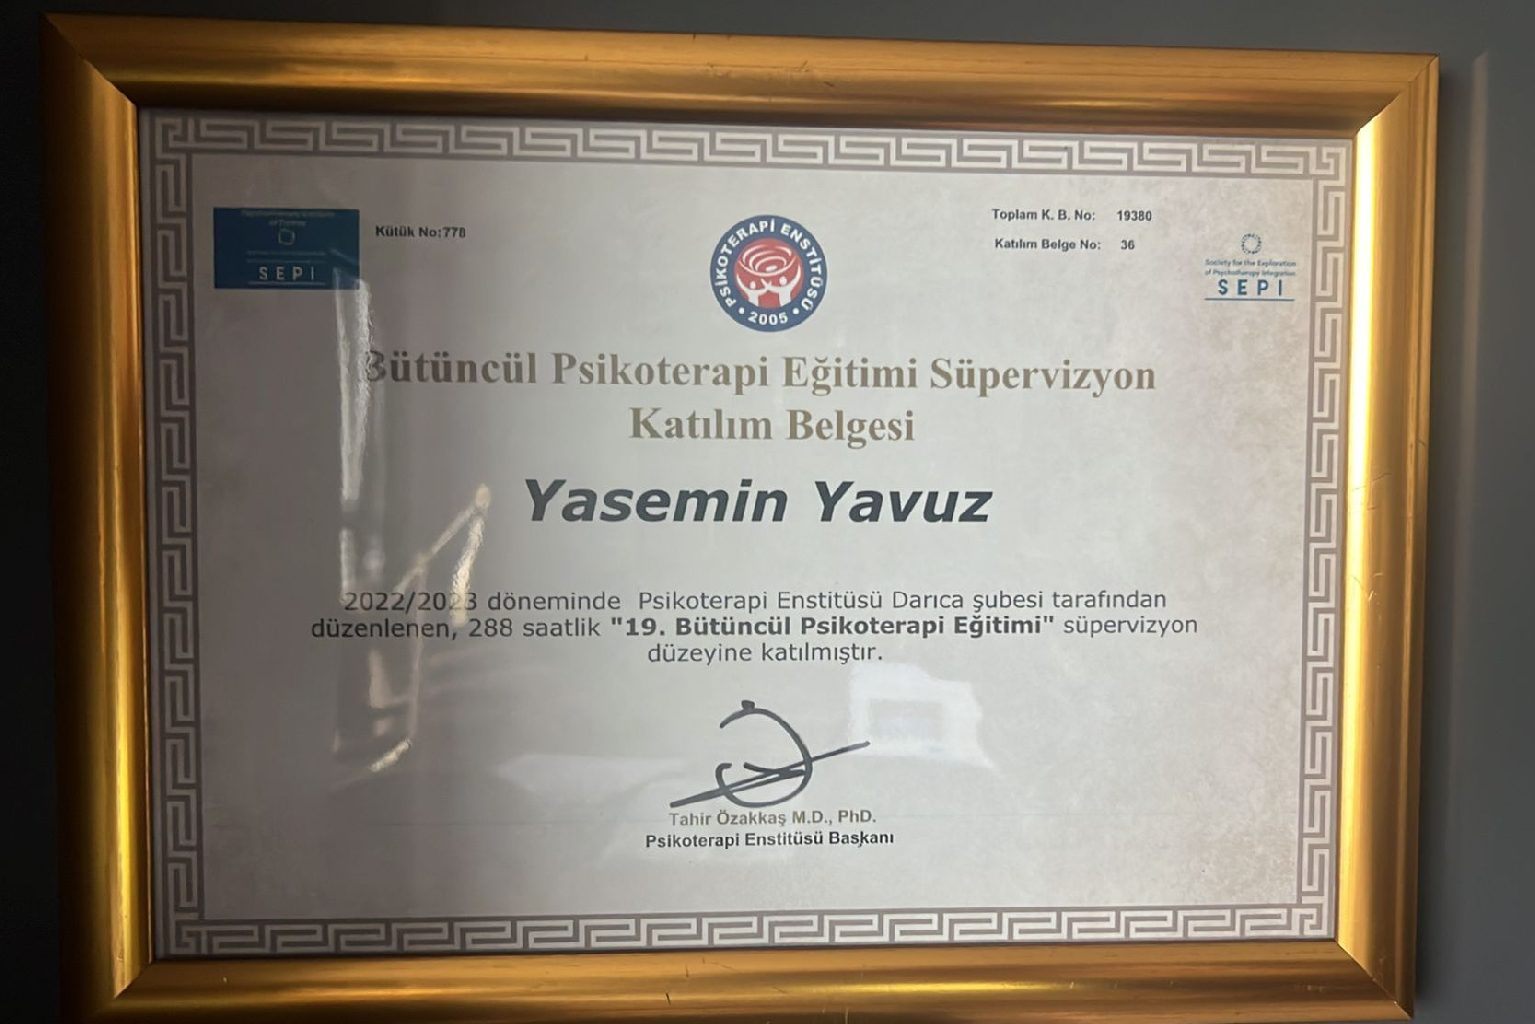 Kütük No:778
Toplam K. B. No: 19380
Katılım Belge No: 36
SEPI
PSİKOTERAPİ ENSTİTÜSÜ
• 2005 •
Society for the Exploration
of Psychotherapy Integration
SEPI
Bütüncül Psikoterapi Eğitimi Süpervizyon
Katılım Belgesi
Yasemin Yavuz
2022/2023 döneminde Psikoterapi Enstitüsü Darıca şubesi tarafından
düzenlenen, 288 saatlik "19. Bütüncül Psikoterapi Eğitimi" süpervizyon
düzeyine katılmıştır.
Tahir Özakkaş M.D., PhD.
Psikoterapi Enstitüsü Başkanı